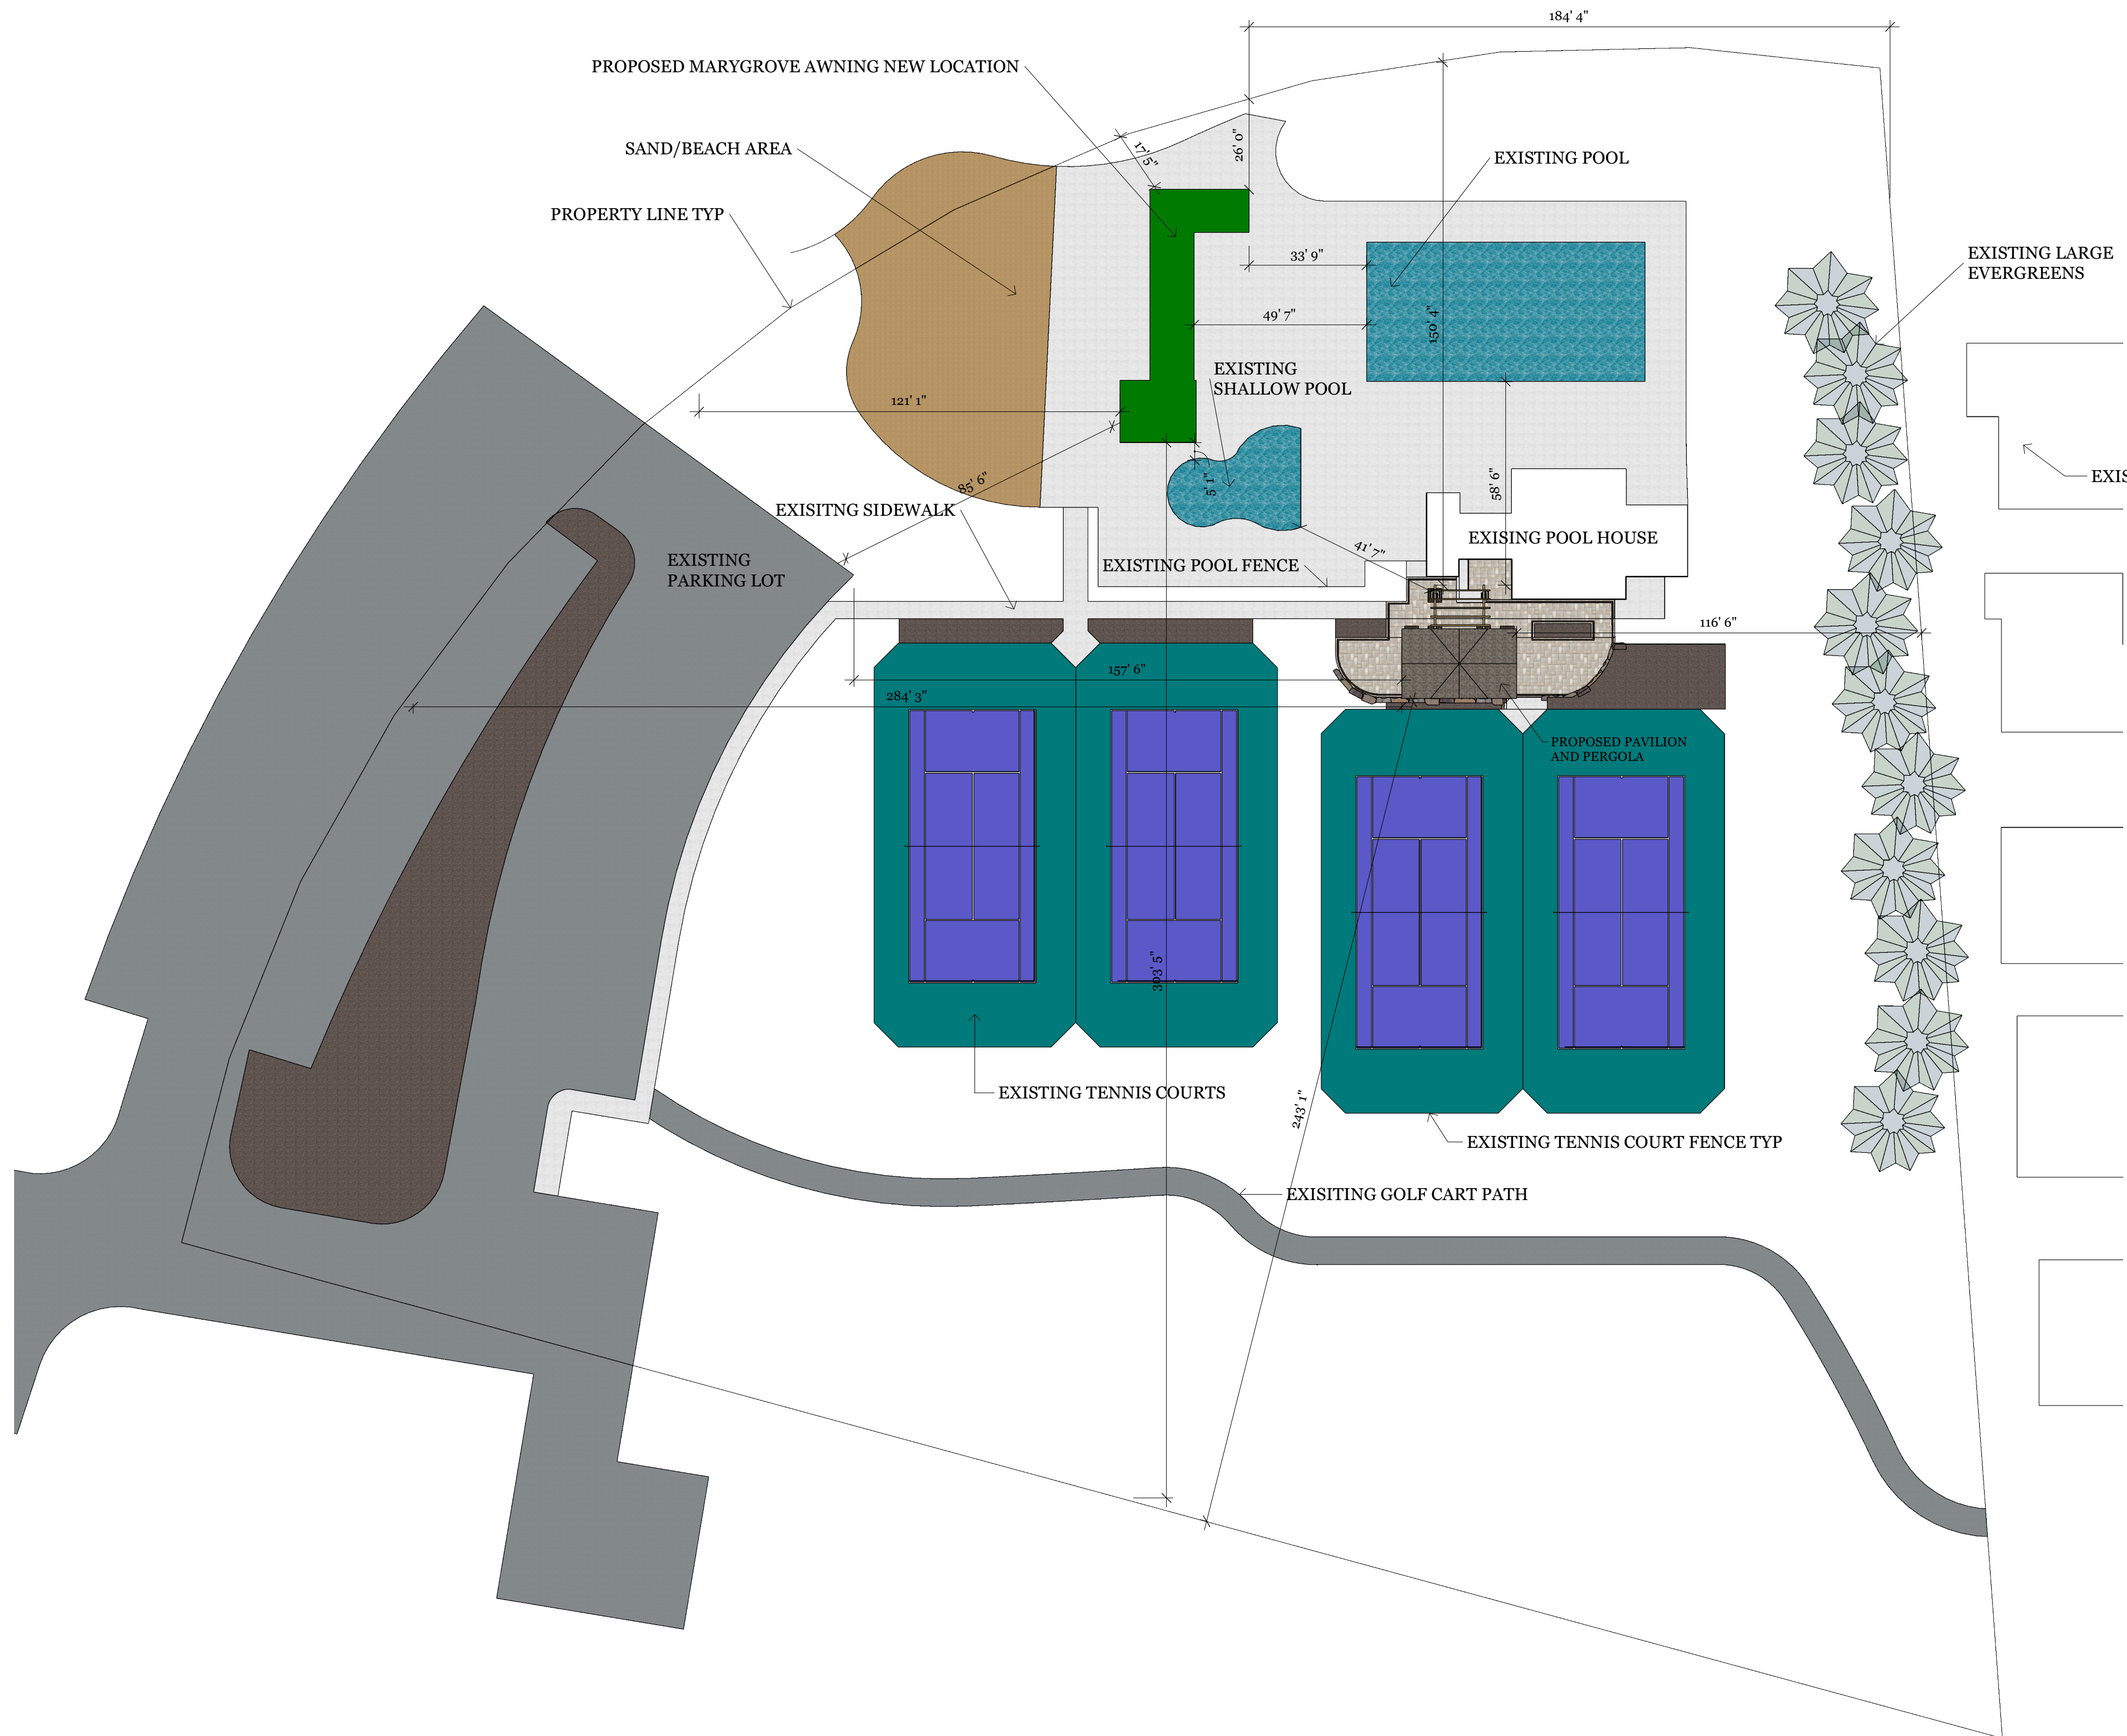 184' 4"
PROPOSED MARYGROVE AWNING NEW LOCATION
SAND/BEACH AREA
17' 5"
26' 0"
EXISTING POOL
PROPERTY LINE TYP
33' 9"
EXISTING LARGE
EVERGREENS
49' 7"
150' 4"
EXISTING
SHALLOW POOL
121' 1"
85' 6"
5' 1"
58' 6"
EXIS
EXISITNG SIDEWALK
EXISING POOL HOUSE
41' 7"
EXISTING
PARKING LOT
EXISTING POOL FENCE
116' 6"
157' 6"
284' 3"
PROPOSED PAVILION
AND PERGOLA
303' 5"
EXISTING TENNIS COURTS
243' 1"
EXISTING TENNIS COURT FENCE TYP
EXISITING GOLF CART PATH